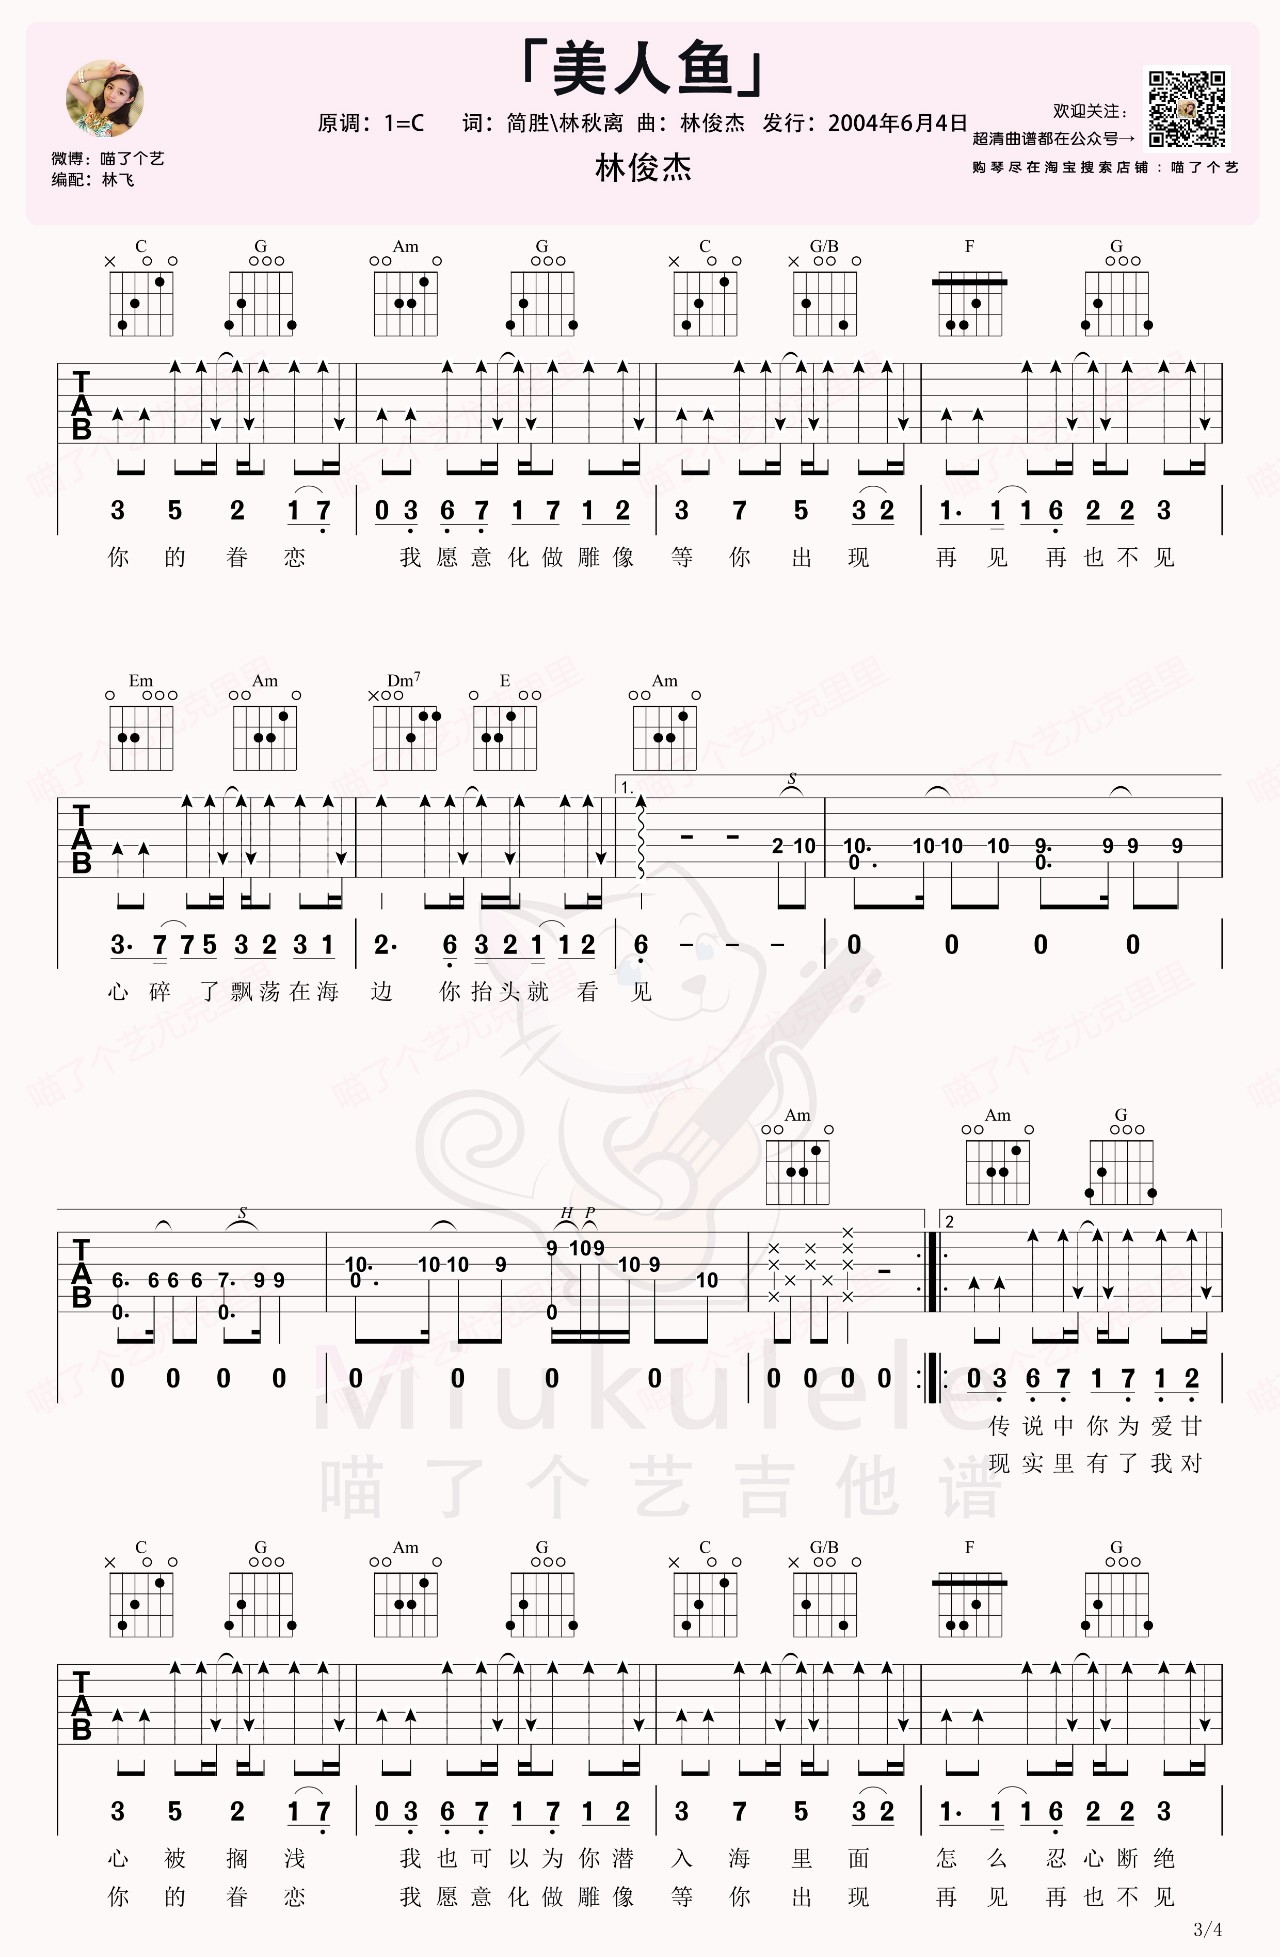 「美人鱼」
原调：1=C 词：简胜\林秋离 曲：林俊杰 发行：2004年6月4日
林俊杰
微博：喵了个艺
编配：林飞
欢迎关注：
超清曲谱都在公众号→
购琴尽在淘宝搜索店铺：喵了个艺
C G Am G C G/B F G
TAB
3 5 2 1 7 0 3 6 7 1 7 1 2 3 7 5 3 2 1. 1 1 6 2 2 3
你 的 眷 恋 我 愿 意 化 做 雕 像 等 你 出 现 再 见 再 也 不 见
Em Am Dm7 E Am
1. S
TAB
2 10 10. 10 10 10 9. 9 9 9
0. 0.
3. 7 7 5 3 2 3 1 2. 6 3 2 1 1 2 6 - - - 0 0 0 0
心 碎 了 飘 荡 在 海 边 你 抬 头 就 看 见
Am Am G
S H P 2
TAB
9 10 9
10. 10 10 9 10 9
6. 6 6 6 7. 9 9 0. 10
0. 0. 0
0 0 0 0 0 0 0 0 0 0 0 0 0 3 6 7 1 7 1 2
传 说 中 你 为 爱 甘
现 实 里 有 了 我 对
Miukulele
喵了个艺吉他谱
C G Am G C G/B F G
TAB
3 5 2 1 7 0 3 6 7 1 7 1 2 3 7 5 3 2 1. 1 1 6 2 2 3
心 被 搁 浅 我 也 可 以 为 你 潜 入 海 里 面 怎 么 忍 心 断 绝
你 的 眷 恋 我 愿 意 化 做 雕 像 等 你 出 现 再 见 再 也 不 见
3/4
喵了个艺尤克里里